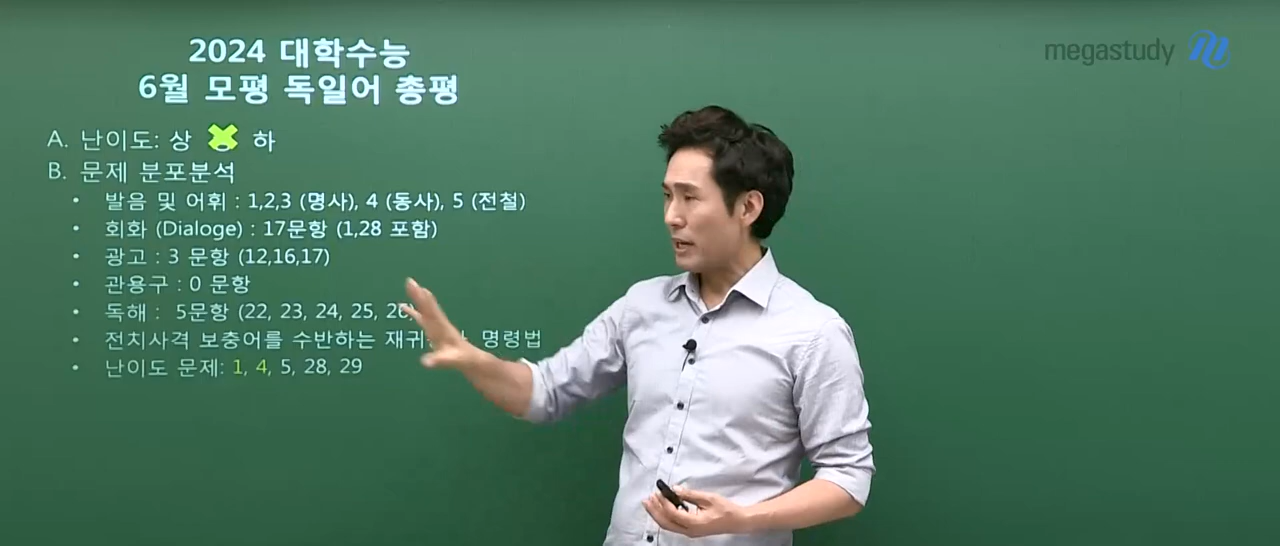 2024 대학수능
6월 모평 독일어 총평
megastudy
A. 난이도: 상 하
B. 문제 분포분석
• 발음 및 어휘 : 1,2,3 (명사), 4 (동사), 5 (전철)
• 회화 (Dialoge) : 17문항 (1,28 포함)
• 광고 : 3 문항 (12,16,17)
• 관용구 : 0 문항
• 독해 : 5문항 (22, 23, 24, 25, 26)
• 전치사격 보충어를 수반하는 명령법
• 난이도 문제: 1, 4, 5, 28, 29